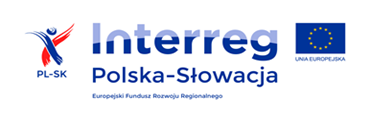 Interreg
PL-SK
Polska-Słowacja
UNIA EUROPEJSKA
Europejski Fundusz Rozwoju Regionalnego